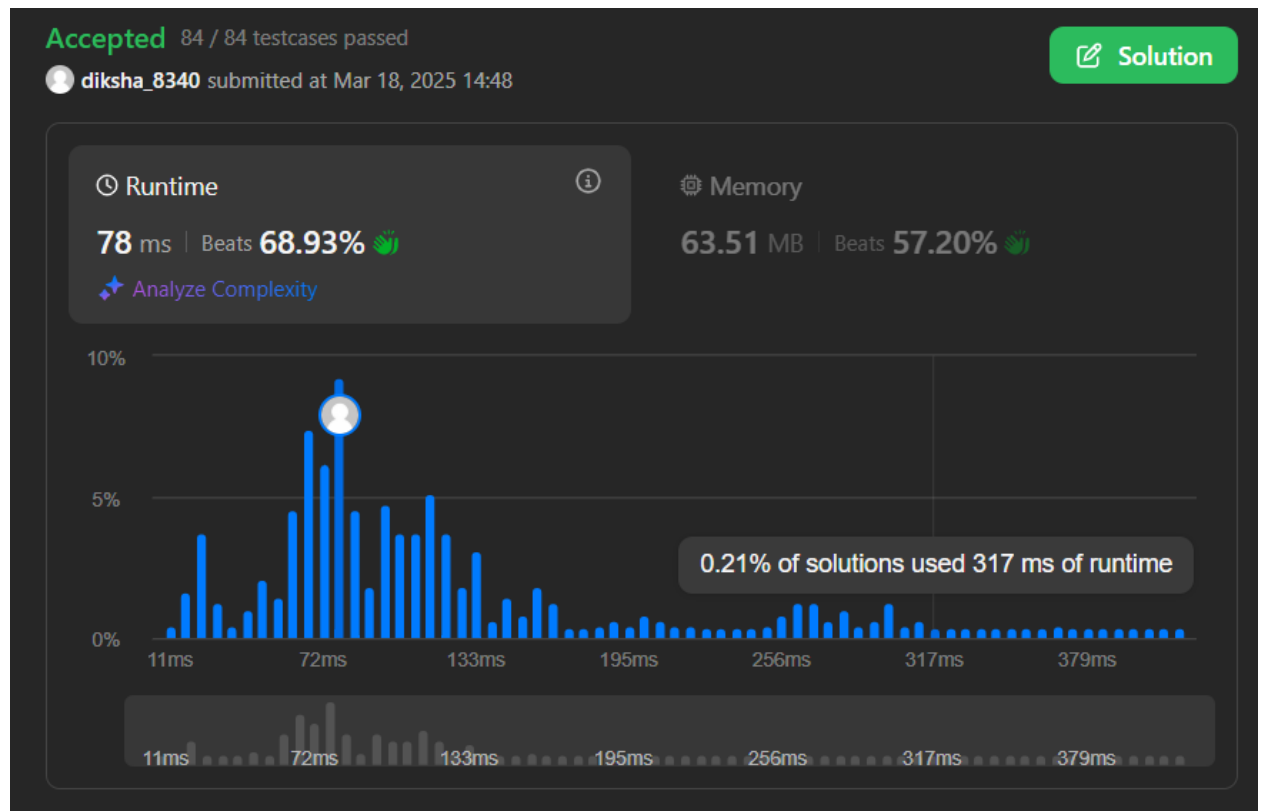 Accepted 84 / 84 testcases passed
Solution
diksha_8340 submitted at Mar 18, 2025 14:48
Runtime
78 ms Beats 68.93%
Analyze Complexity
Memory
63.51 MB Beats 57.20%
10%
5%
0%
0.21% of solutions used 317 ms of runtime
11ms 72ms 133ms 195ms 256ms 317ms 379ms
11ms 72ms 133ms 195ms 256ms 317ms 379ms